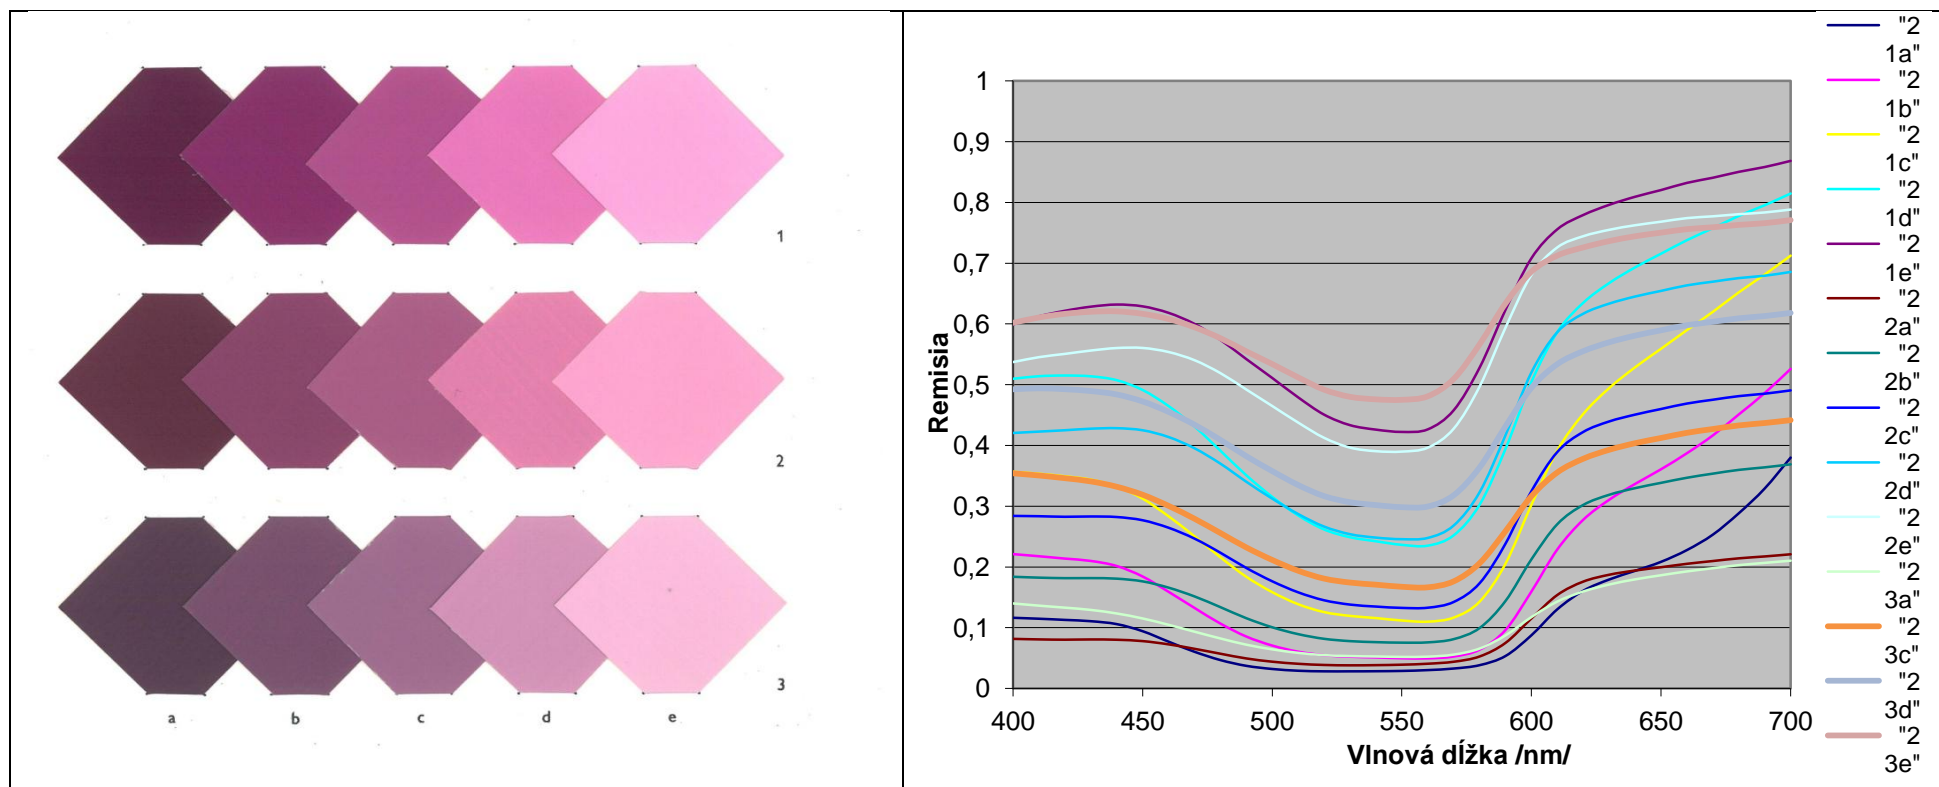 1
2
3
a b c d e
1
0,9
0,8
0,7
0,6
0,5
0,4
0,3
0,2
0,1
0
400 450 500 550 600 650 700
Remisia
Vlnová dĺžka /nm/
"2
1a"
"2
1b"
"2
1c"
"2
1d"
"2
1e"
"2
2a"
"2
2b"
"2
2c"
"2
2d"
"2
2e"
"2
3a"
"2
3c"
"2
3d"
"2
3e"